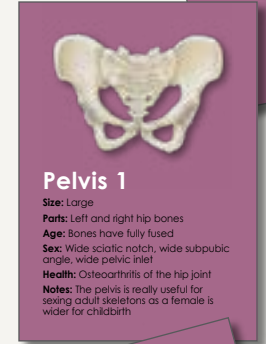 Pelvis 1
Size: Large
Parts: Left and right hip bones
Age: Bones have fully fused
Sex: Wide sciatic notch, wide subpubic
angle, wide pelvic inlet
Health: Osteoarthritis of the hip joint
Notes: The pelvis is really useful for
sexing adult skeletons as a female is
wider for childbirth